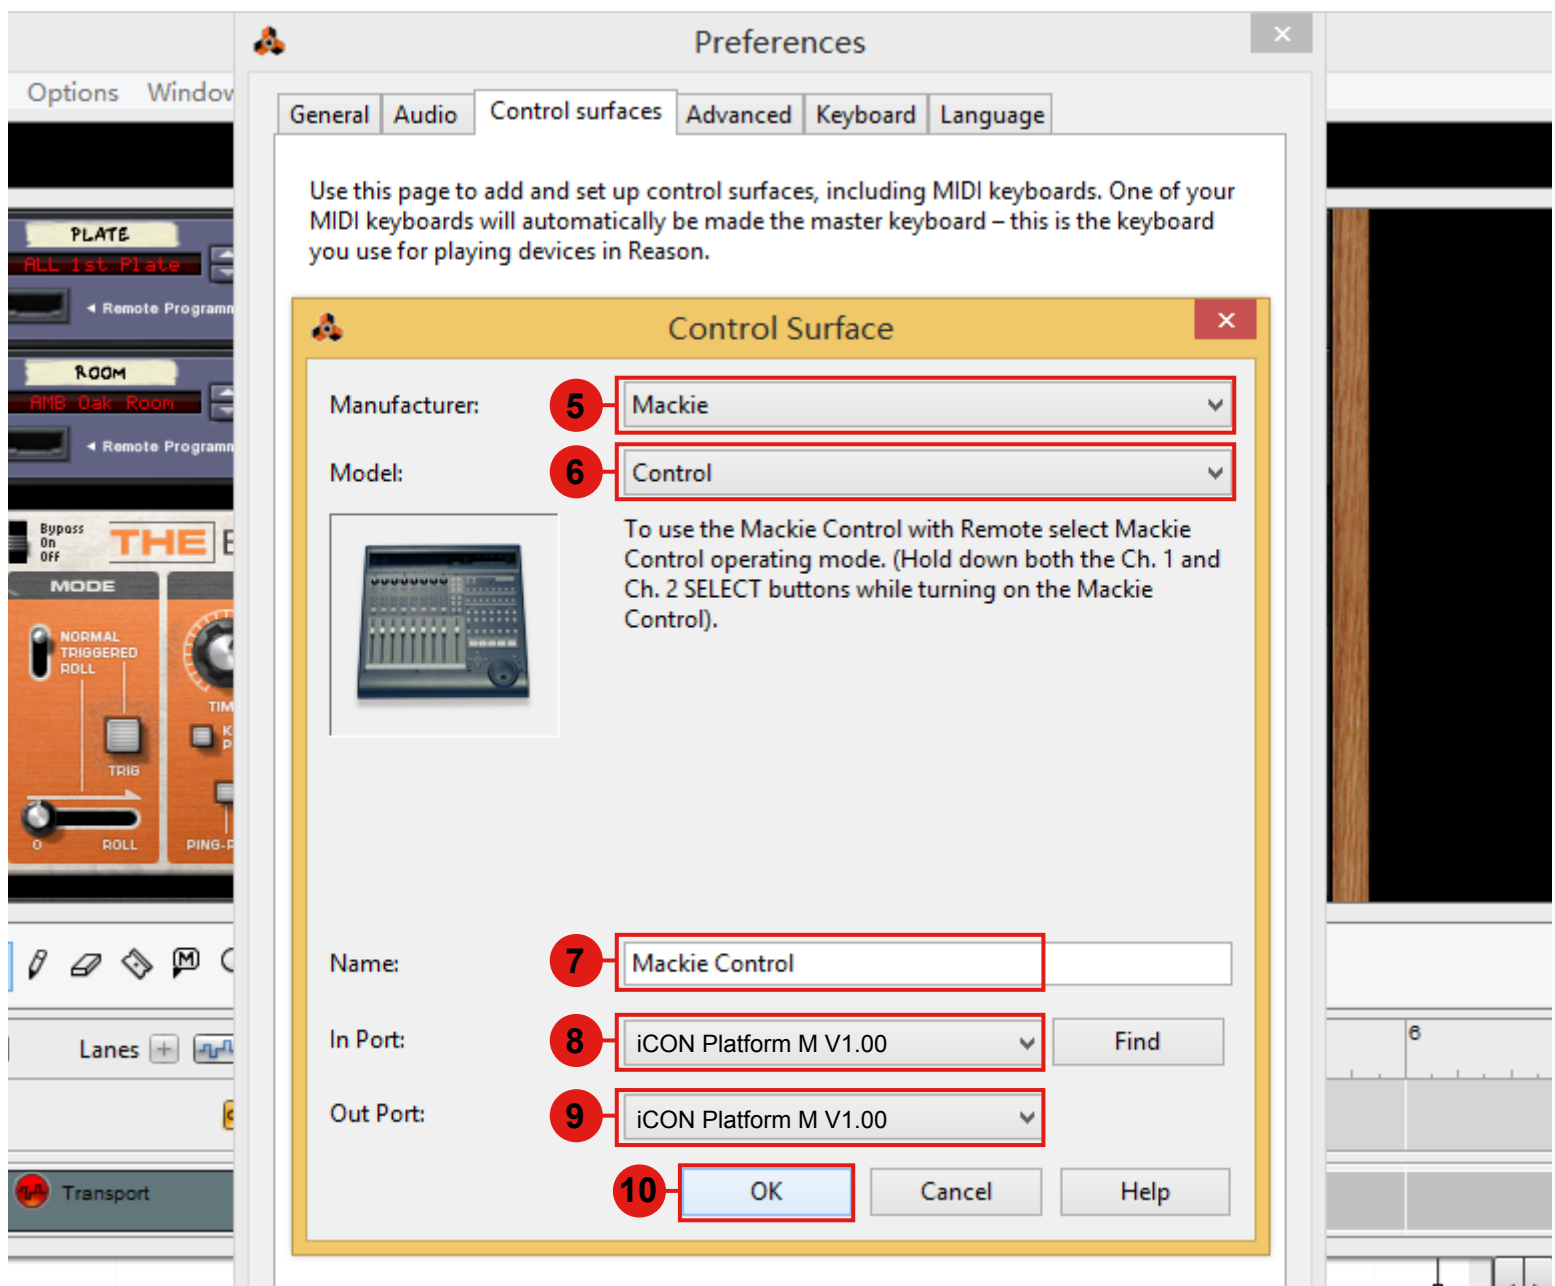 Preferences
Options Window
General Audio Control surfaces Advanced Keyboard Language
Use this page to add and set up control surfaces, including MIDI keyboards. One of your
MIDI keyboards will automatically be made the master keyboard – this is the keyboard
you use for playing devices in Reason.
PLATE
ALL 1st Plate
◄ Remote Programm
ROOM
AMB Oak Room
◄ Remote Programm
Bypass
On
Off
THE E
MODE
NORMAL
TRIGGERED
ROLL
TIM
K
P
TRIG
0 ROLL
PING-P
Control Surface
Manufacturer: 5 Mackie
Model: 6 Control
To use the Mackie Control with Remote select Mackie
Control operating mode. (Hold down both the Ch. 1 and
Ch. 2 SELECT buttons while turning on the Mackie
Control).
Name: 7 Mackie Control
In Port: 8 iCON Platform M V1.00 Find
Out Port: 9 iCON Platform M V1.00
10 OK Cancel Help
M
Lanes +
Transport
6